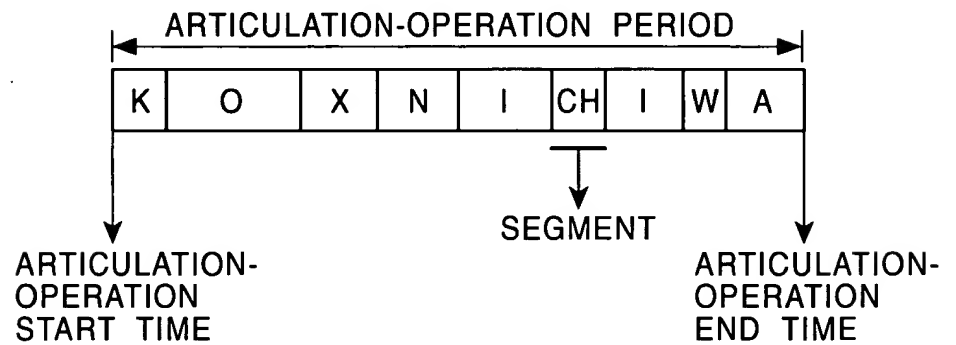 ARTICULATION-OPERATION PERIOD
K O X N I CH I W A
SEGMENT
ARTICULATION-
OPERATION
START TIME
ARTICULATION-
OPERATION
END TIME